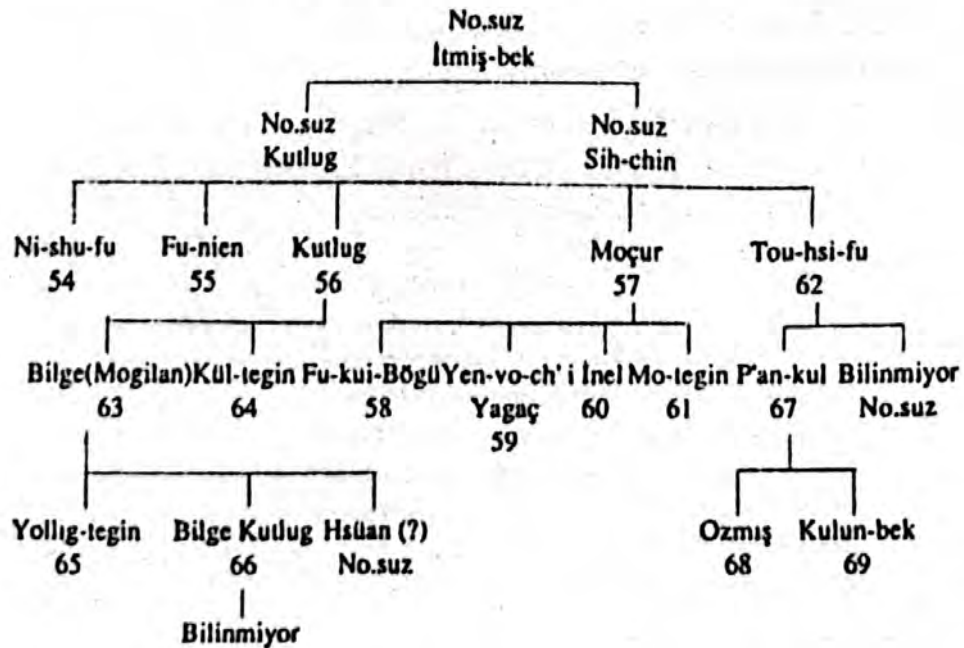 No.suz
İtmiş-bek
No.suz No.suz
Kutlug Sih-chin
Ni-shu-fu Fu-nien Kutlug Moçur Tou-hsi-fu
54 55 56 57 62
Bilge(Mogilan) Kül-tegin Fu-kui-Bögü Yen-vo-ch' i İnel Mo-tegin P'an-kul Bilinmiyor
63 64 58 Yagaç 60 61 67 No.suz
59
Yollıg-tegin Bilge Kutlug Hsüan (?) Ozmış Kulun-bek
65 66 No.suz 68 69
Bilinmiyor